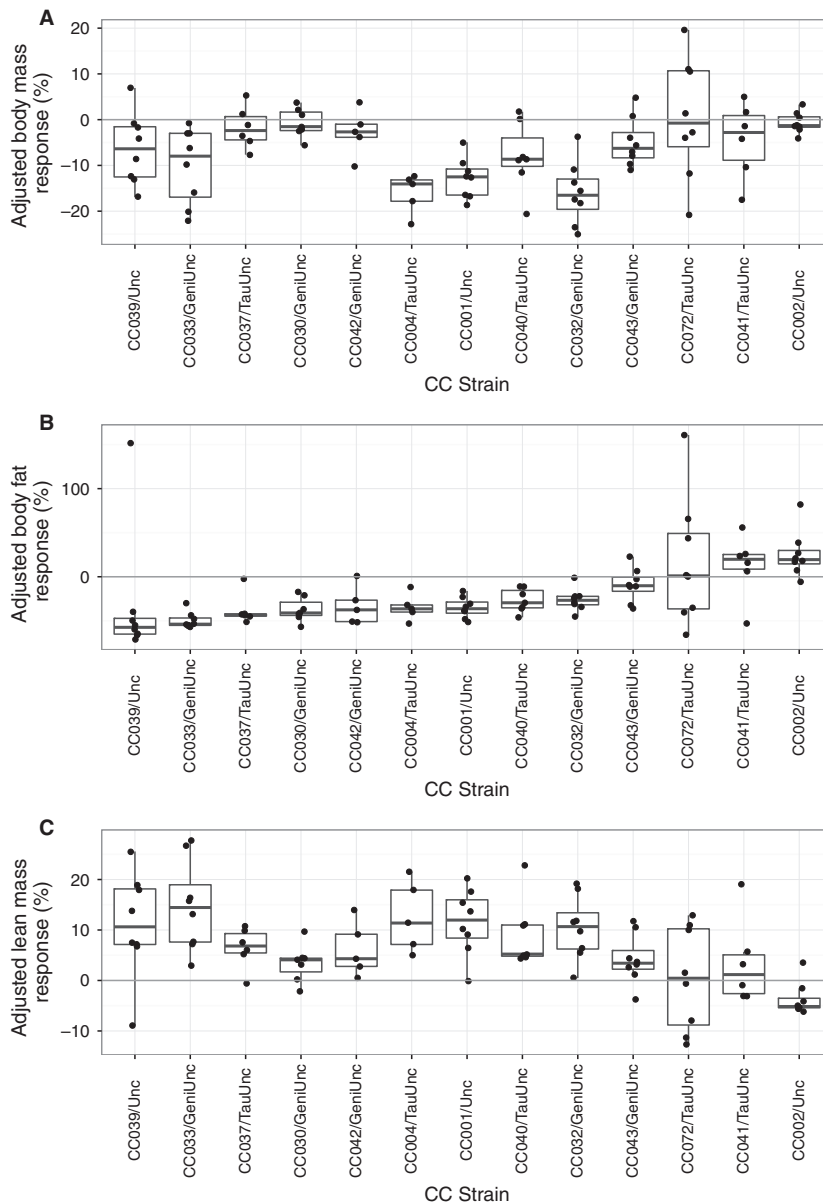 A
Adjusted body mass
response (%)
20
10
0
−10
−20
CC039/Unc
CC033/GeniUnc
CC037/TauUnc
CC030/GeniUnc
CC042/GeniUnc
CC004/TauUnc
CC001/Unc
CC040/TauUnc
CC032/GeniUnc
CC043/GeniUnc
CC072/TauUnc
CC041/TauUnc
CC002/Unc
CC Strain
B
Adjusted body fat
response (%)
100
0
CC039/Unc
CC033/GeniUnc
CC037/TauUnc
CC030/GeniUnc
CC042/GeniUnc
CC004/TauUnc
CC001/Unc
CC040/TauUnc
CC032/GeniUnc
CC043/GeniUnc
CC072/TauUnc
CC041/TauUnc
CC002/Unc
CC Strain
C
Adjusted lean mass
response (%)
20
10
0
−10
CC039/Unc
CC033/GeniUnc
CC037/TauUnc
CC030/GeniUnc
CC042/GeniUnc
CC004/TauUnc
CC001/Unc
CC040/TauUnc
CC032/GeniUnc
CC043/GeniUnc
CC072/TauUnc
CC041/TauUnc
CC002/Unc
CC Strain